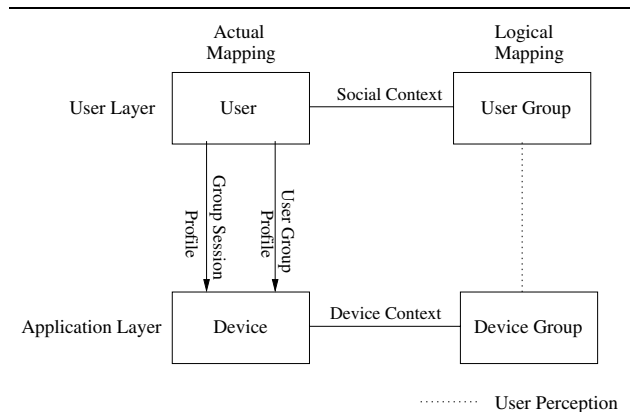 Actual
Mapping
Logical
Mapping
User Layer
User
Social Context
User Group
Group Session
Profile
User Group
Profile
Application Layer
Device
Device Context
Device Group
User Perception